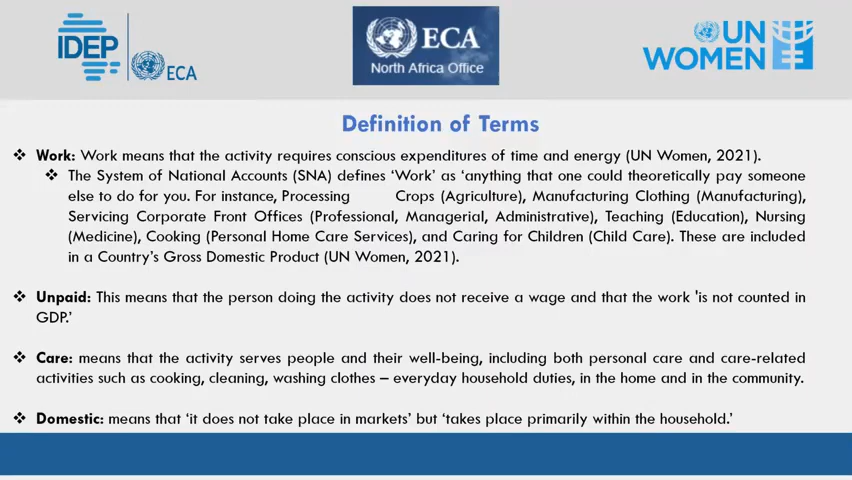 IDEP
ECA
ECA
North Africa Office
UN
WOMEN
Definition of Terms
❖ Work: Work means that the activity requires conscious expenditures of time and energy (UN Women, 2021).
❖ The System of National Accounts (SNA) defines ‘Work’ as ‘anything that one could theoretically pay someone
else to do for you. For instance, Processing Crops (Agriculture), Manufacturing Clothing (Manufacturing),
Servicing Corporate Front Offices (Professional, Managerial, Administrative), Teaching (Education), Nursing
(Medicine), Cooking (Personal Home Care Services), and Caring for Children (Child Care). These are included
in a Country’s Gross Domestic Product (UN Women, 2021).
❖ Unpaid: This means that the person doing the activity does not receive a wage and that the work 'is not counted in
GDP.’
❖ Care: means that the activity serves people and their well-being, including both personal care and care-related
activities such as cooking, cleaning, washing clothes – everyday household duties, in the home and in the community.
❖ Domestic: means that ‘it does not take place in markets’ but ‘takes place primarily within the household.’